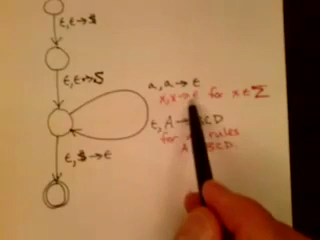 ε,ε→$
ε,ε→S
a,a→ε
x,x→ε for x∈Σ
ε,A→BCD
for all rules
A→BCD.
ε,$→ε